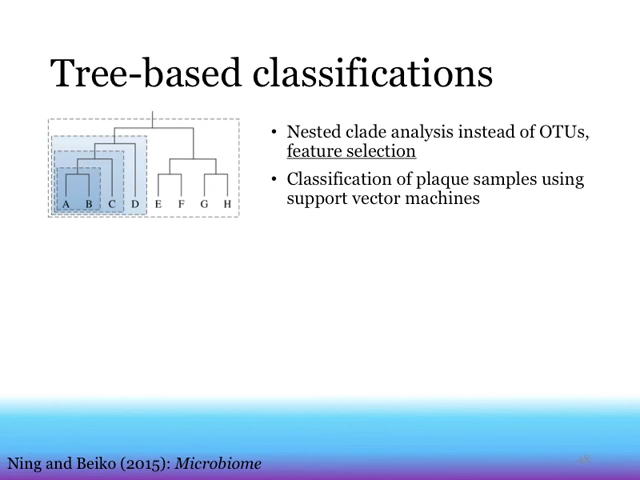 Tree-based classifications
• Nested clade analysis instead of OTUs,
feature selection
• Classification of plaque samples using
support vector machines
A B C D E F G H
Ning and Beiko (2015): Microbiome